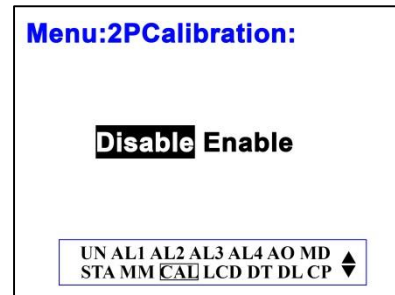 Menu:2PCalibration:
Disable Enable
UN AL1 AL2 AL3 AL4 AO MD
STA MM CAL LCD DT DL CP